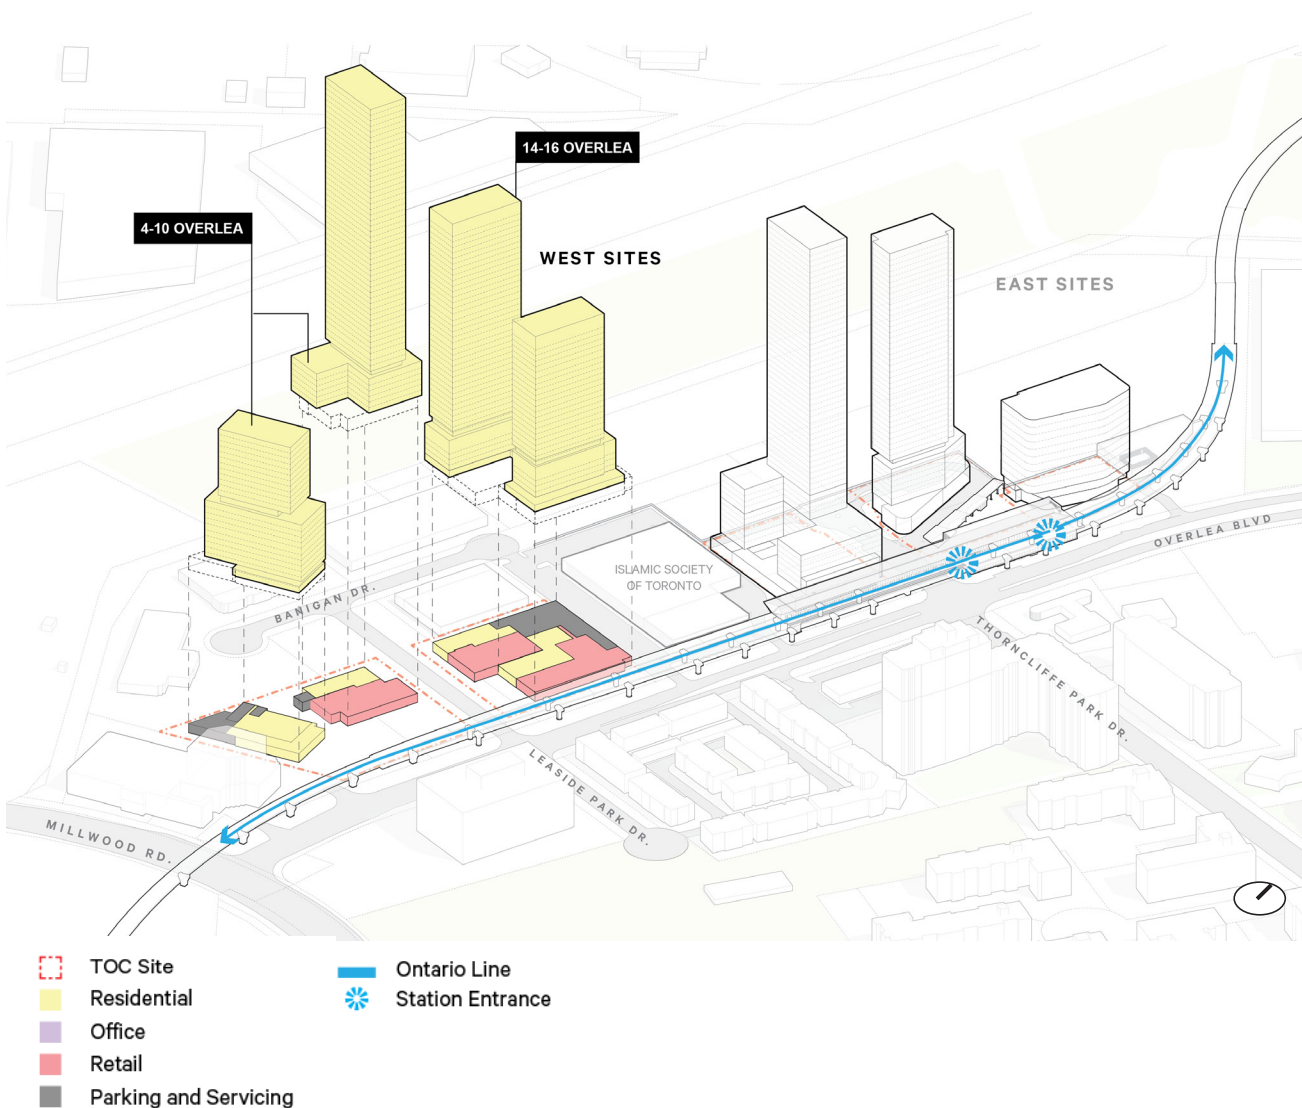 14-16 OVERLEA
4-10 OVERLEA
WEST SITES
EAST SITES
OVERLEA BLVD
ISLAMIC SOCIETY
OF TORONTO
BANIGAN DR.
THORNCLIFFE PARK DR.
LEASIDE PARK DR.
MILLWOOD RD.
TOC Site
Residential
Office
Retail
Parking and Servicing
Ontario Line
Station Entrance